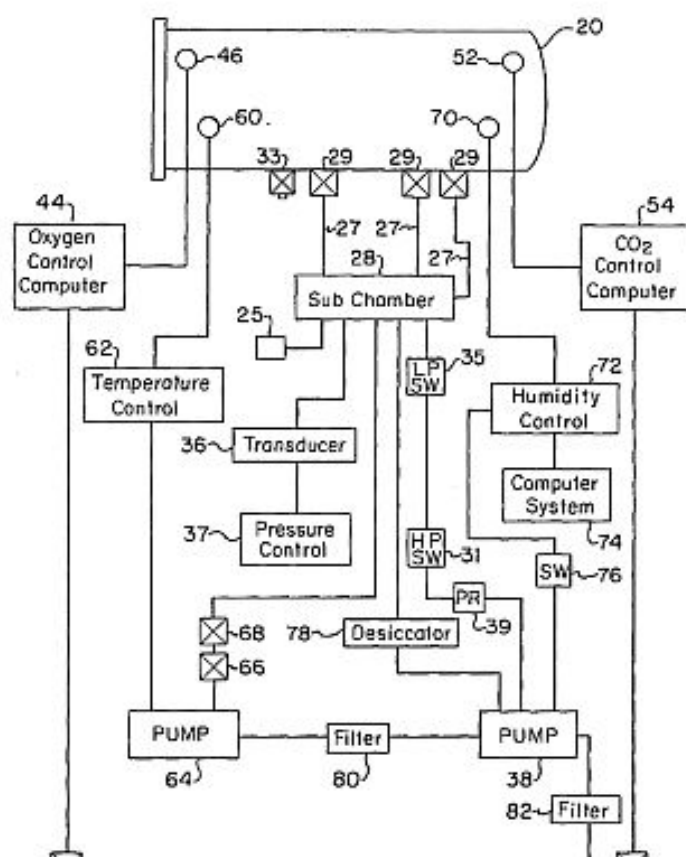 20
46
52
60.
70
33
29
29
29
44
54
Oxygen
Control
Computer
CO2
Control
Computer
27
27
27
28
Sub Chamber
25
62
Temperature
Control
LP
SW
35
72
Humidity
Control
36
Transducer
Computer
System
74
37
Pressure
Control
HP
SW
31
SW
76
PR
39
68
66
78
Desiccator
PUMP
64
Filter
80
PUMP
38
82
Filter